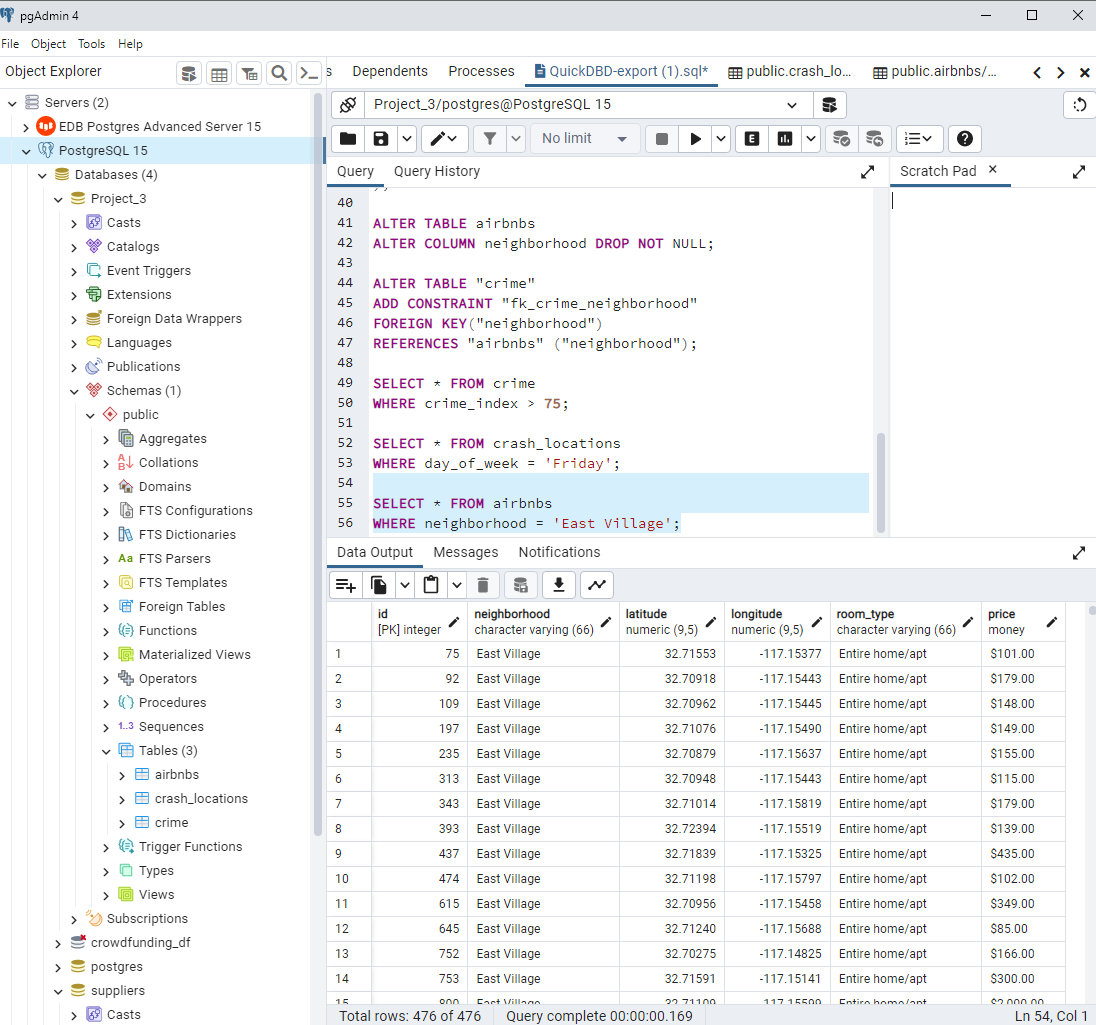 pgAdmin 4
File Object Tools Help
Object Explorer
s Dependents Processes QuickDBD-export (1).sql* public.crash_lo... public.airbnbs/...
Servers (2)
EDB Postgres Advanced Server 15
PostgreSQL 15
Databases (4)
Project_3
Casts
Catalogs
Event Triggers
Extensions
Foreign Data Wrappers
Languages
Publications
Schemas (1)
public
Aggregates
Collations
Domains
FTS Configurations
FTS Dictionaries
Aa FTS Parsers
FTS Templates
Foreign Tables
Functions
Materialized Views
Operators
Procedures
1..3 Sequences
Tables (3)
airbnbs
crash_locations
crime
Trigger Functions
Types
Views
Subscriptions
crowdfunding_df
postgres
suppliers
Casts
Project_3/postgres@PostgreSQL 15
No limit
E
Query Query History
Scratch Pad
40
41 ALTER TABLE airbnbs
42 ALTER COLUMN neighborhood DROP NOT NULL;
43
44 ALTER TABLE "crime"
45 ADD CONSTRAINT "fk_crime_neighborhood"
46 FOREIGN KEY("neighborhood")
47 REFERENCES "airbnbs" ("neighborhood");
48
49 SELECT * FROM crime
50 WHERE crime_index > 75;
51
52 SELECT * FROM crash_locations
53 WHERE day_of_week = 'Friday';
54
55 SELECT * FROM airbnbs
56 WHERE neighborhood = 'East Village';
Data Output Messages Notifications
id neighborhood latitude longitude room_type price
[PK] integer character varying (66) numeric (9,5) numeric (9,5) character varying (66) money
1 75 East Village 32.71553 -117.15377 Entire home/apt $101.00
2 92 East Village 32.70918 -117.15443 Entire home/apt $179.00
3 109 East Village 32.70962 -117.15445 Entire home/apt $148.00
4 197 East Village 32.71076 -117.15490 Entire home/apt $149.00
5 235 East Village 32.70879 -117.15637 Entire home/apt $155.00
6 313 East Village 32.70948 -117.15443 Entire home/apt $115.00
7 343 East Village 32.71014 -117.15819 Entire home/apt $179.00
8 393 East Village 32.72394 -117.15519 Entire home/apt $139.00
9 437 East Village 32.71839 -117.15325 Entire home/apt $435.00
10 474 East Village 32.71198 -117.15797 Entire home/apt $102.00
11 615 East Village 32.70956 -117.15458 Entire home/apt $349.00
12 645 East Village 32.71240 -117.15688 Entire home/apt $85.00
13 752 East Village 32.70275 -117.14825 Entire home/apt $166.00
14 753 East Village 32.71591 -117.15141 Entire home/apt $300.00
15 800 East Village 32.71109 -117.15599 Entire home/apt $2,000.00
Total rows: 476 of 476 Query complete 00:00:00.169 Ln 54, Col 1